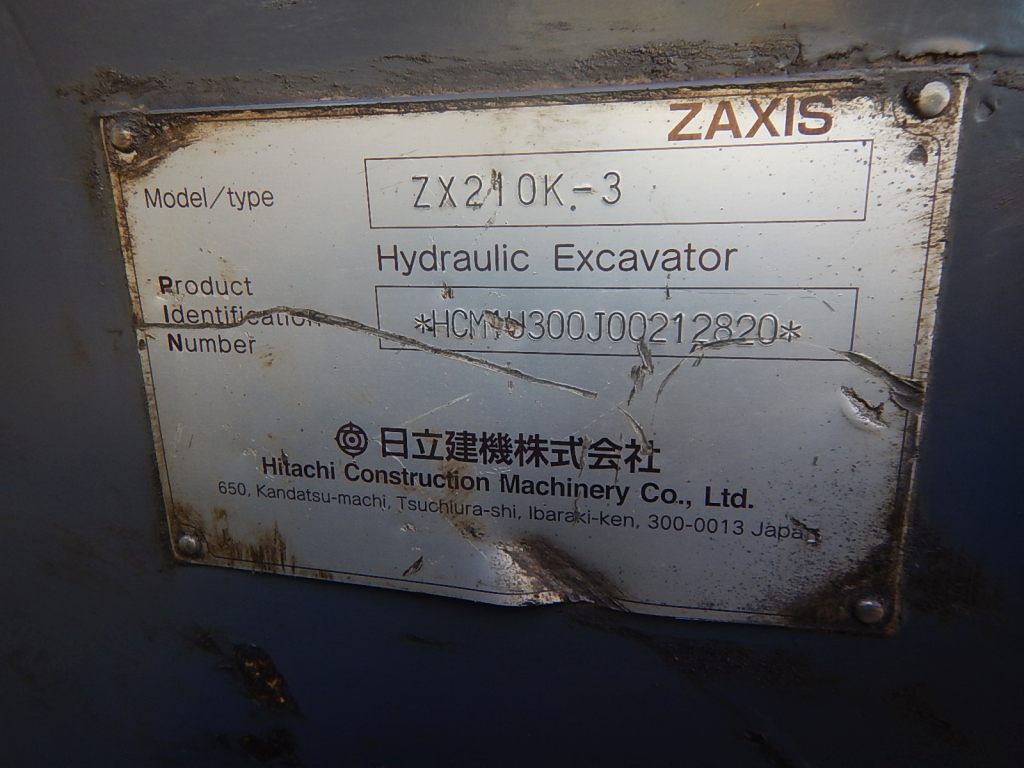 ZAXIS
Model/type ZX210K-3
Hydraulic Excavator
Product
Identification
Number
*HCM1U300J00212820*
日立建機株式会社
Hitachi Construction Machinery Co., Ltd.
650, Kandatsu-machi, Tsuchiura-shi, Ibaraki-ken, 300-0013 Japan